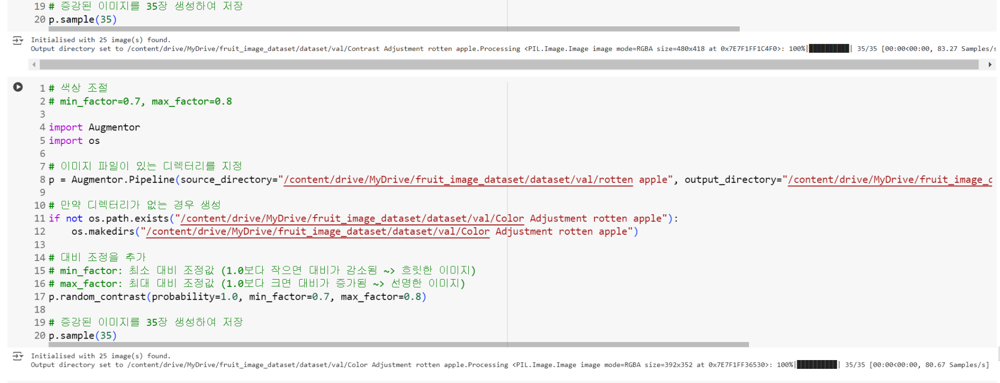 19 # 증강된 이미지를 35장 생성하여 저장
20 p.sample(35)
Initialised with 25 image(s) found.
Output directory set to /content/drive/MyDrive/fruit_image_dataset/dataset/val/Contrast Adjustment rotten apple.Processing <PIL.Image.Image image mode=RGBA size=480x418 at 0x7E7F1FF1C4F0>: 100%|██████████| 35/35 [00:00<00:00, 83.27 Samples/s
1 # 색상 조절
2 # min_factor=0.7, max_factor=0.8
3
4 import Augmentor
5 import os
6
7 # 이미지 파일이 있는 디렉터리를 지정
8 p = Augmentor.Pipeline(source_directory="/content/drive/MyDrive/fruit_image_dataset/dataset/val/rotten apple", output_directory="/content/drive/MyDrive/fruit_image_d
9
10 # 만약 디렉터리가 없는 경우 생성
11 if not os.path.exists("/content/drive/MyDrive/fruit_image_dataset/dataset/val/Color Adjustment rotten apple"):
12     os.makedirs("/content/drive/MyDrive/fruit_image_dataset/dataset/val/Color Adjustment rotten apple")
13
14 # 대비 조정을 추가
15 # min_factor: 최소 대비 조정값 (1.0보다 작으면 대비가 감소됨 ~> 흐릿한 이미지)
16 # max_factor: 최대 대비 조정값 (1.0보다 크면 대비가 증가됨 ~> 선명한 이미지)
17 p.random_contrast(probability=1.0, min_factor=0.7, max_factor=0.8)
18
19 # 증강된 이미지를 35장 생성하여 저장
20 p.sample(35)
Initialised with 25 image(s) found.
Output directory set to /content/drive/MyDrive/fruit_image_dataset/dataset/val/Color Adjustment rotten apple.Processing <PIL.Image.Image image mode=RGBA size=392x352 at 0x7E7F1FF36530>: 100%|██████████| 35/35 [00:00<00:00, 80.67 Samples/s]